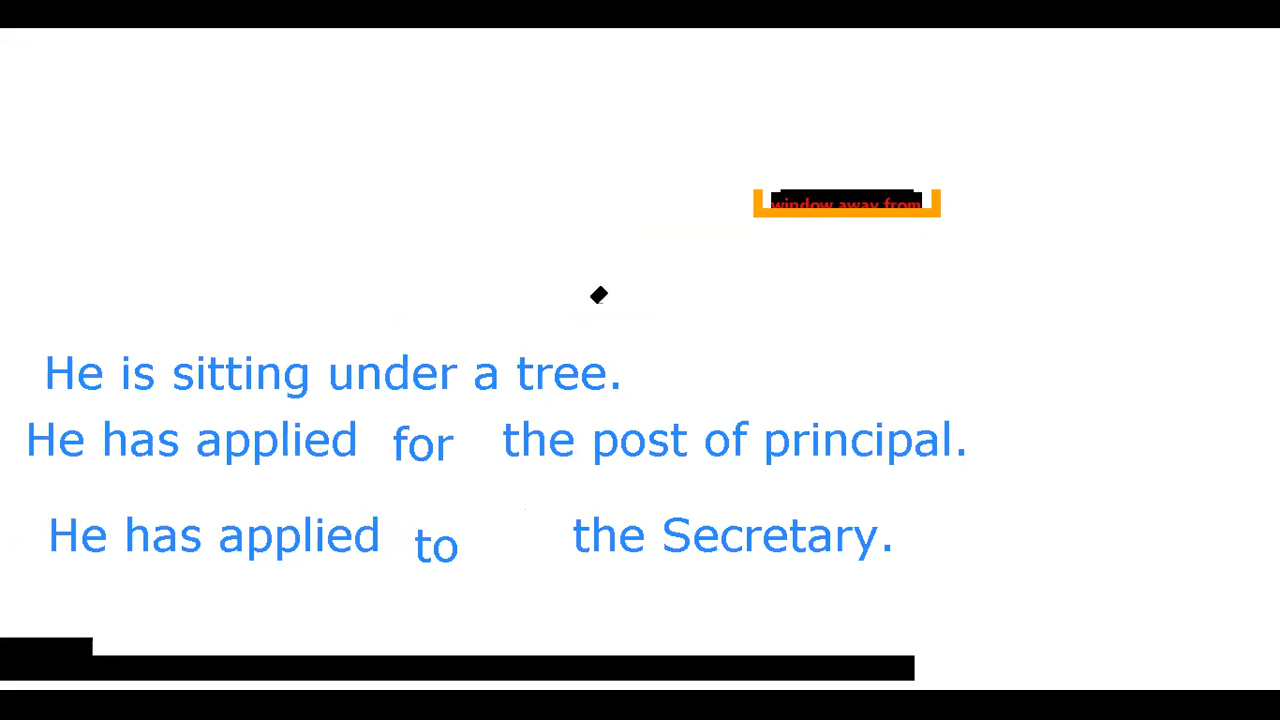 window away from
He is sitting under a tree.
He has applied for the post of principal.
He has applied to the Secretary.